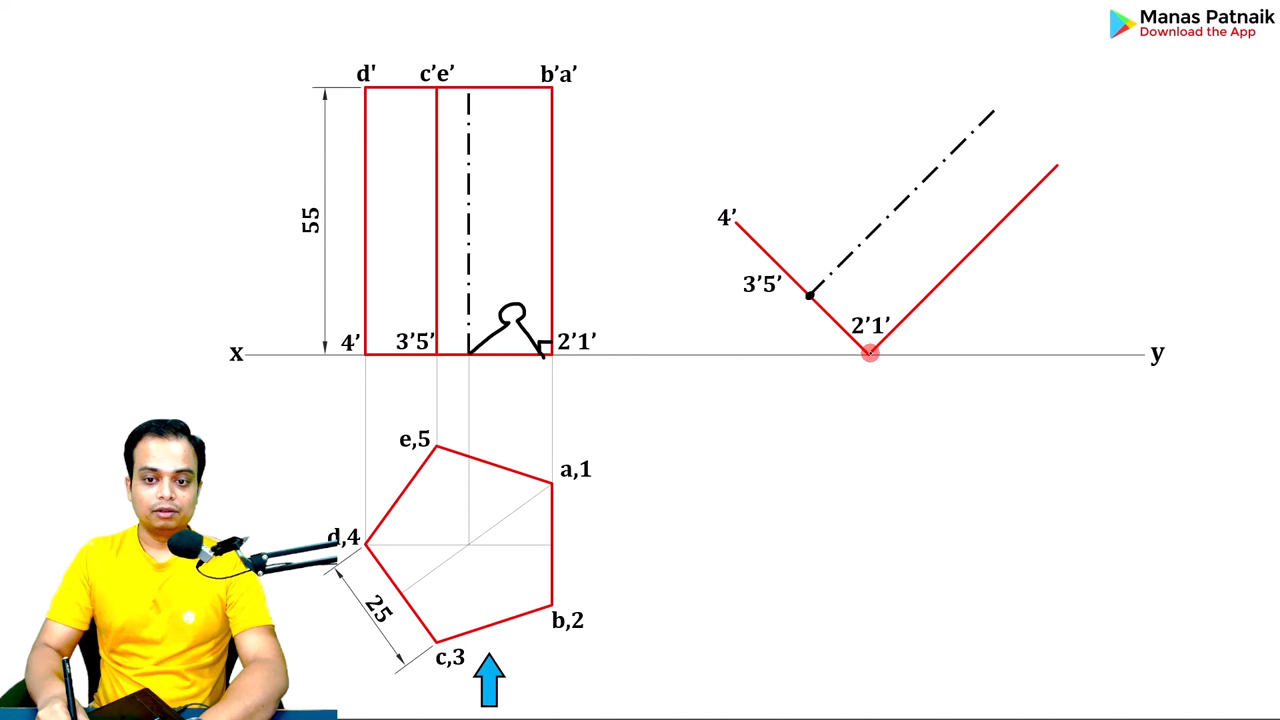 Manas Patnaik
Download the App
d' c’e’ b’a’
55
4’ 3’5’ 2’1’
x y
4’
3’5’
2’1’
e,5
a,1
d,4
25
b,2
c,3